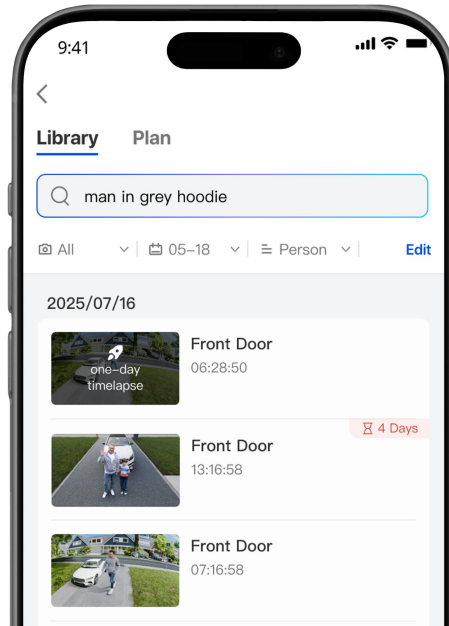 9:41
Library Plan
man in grey hoodie
All 05–18 Person Edit
2025/07/16
one–day
timelapse
Front Door
06:28:50
4 Days
Front Door
13:16:58
Front Door
07:16:58